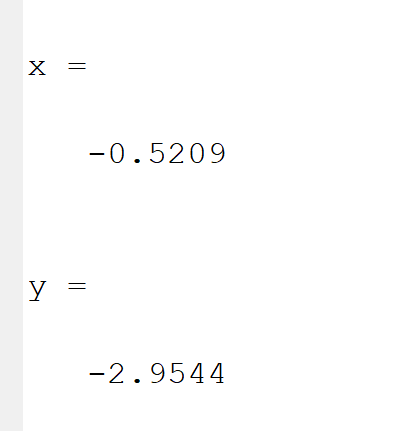 x =
-0.5209
y =
-2.9544